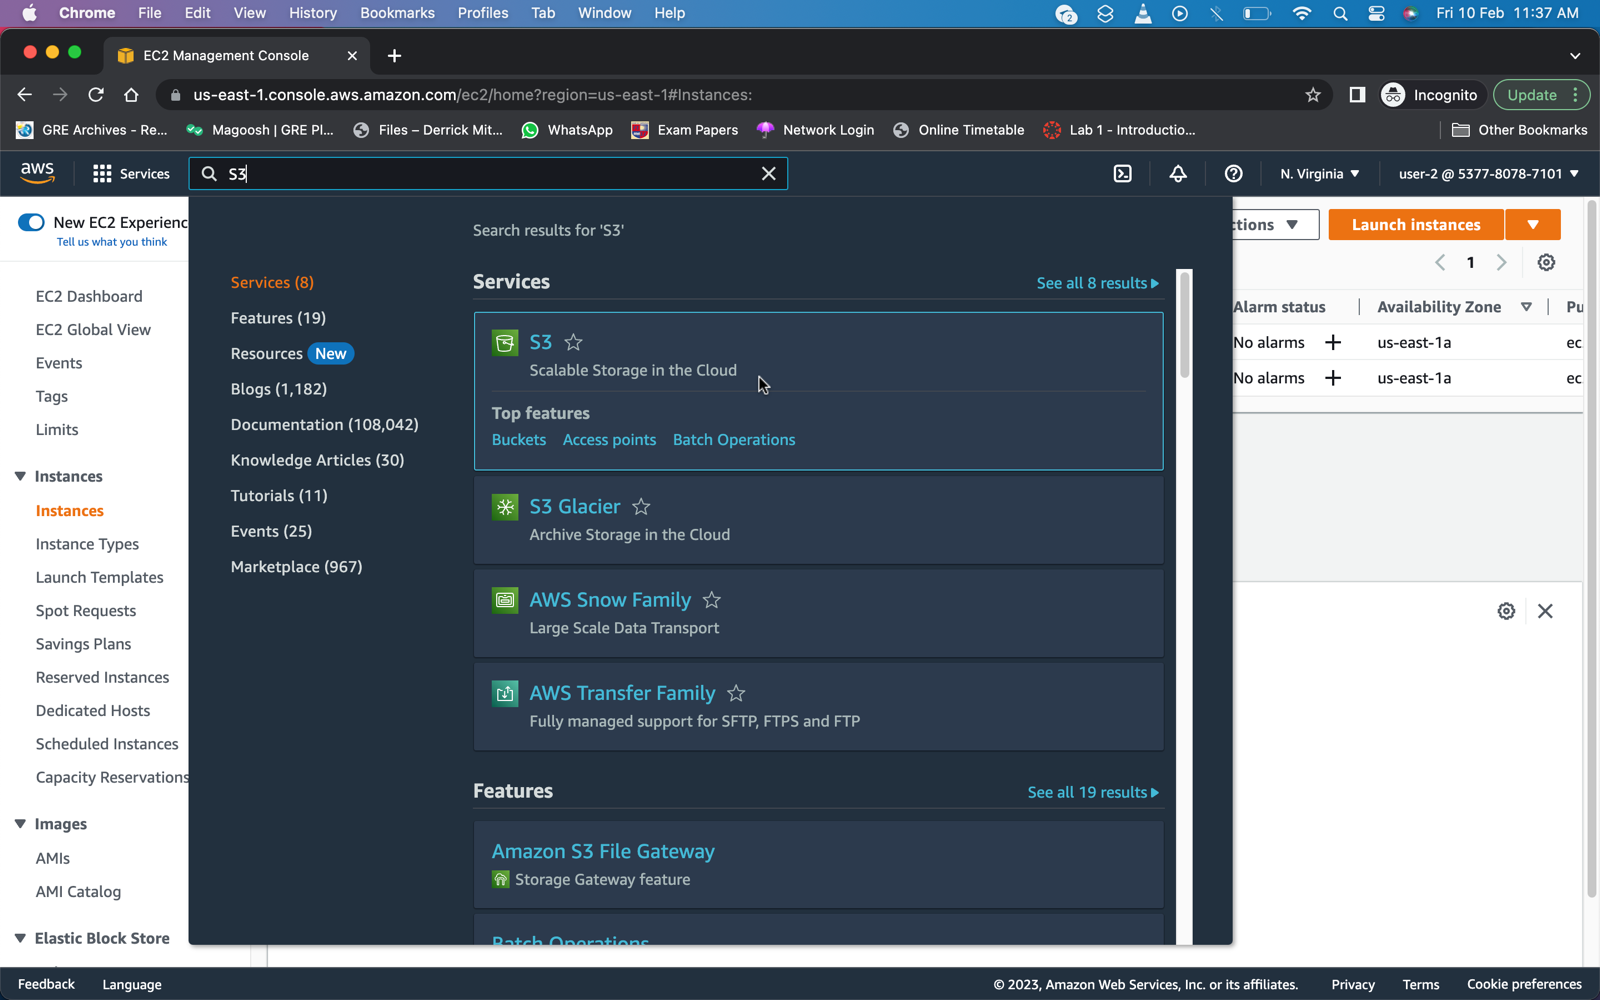 Chrome File Edit View History Bookmarks Profiles Tab Window Help
2
Fri 10 Feb 11:37 AM
EC2 Management Console
us-east-1.console.aws.amazon.com/ec2/home?region=us-east-1#Instances:
Incognito
Update
GRE Archives - Re...
Magoosh | GRE Pl...
Files – Derrick Mit...
WhatsApp
Exam Papers
Network Login
Online Timetable
Lab 1 - Introductio...
Other Bookmarks
aws
Services
S3
N. Virginia
user-2 @ 5377-8078-7101
New EC2 Experienc
Tell us what you think
EC2 Dashboard
EC2 Global View
Events
Tags
Limits
Instances
Instances
Instance Types
Launch Templates
Spot Requests
Savings Plans
Reserved Instances
Dedicated Hosts
Scheduled Instances
Capacity Reservations
Images
AMIs
AMI Catalog
Elastic Block Store
Search results for 'S3'
Services (8)
Features (19)
Resources New
Blogs (1,182)
Documentation (108,042)
Knowledge Articles (30)
Tutorials (11)
Events (25)
Marketplace (967)
Services
See all 8 results
S3
Scalable Storage in the Cloud
Top features
Buckets Access points Batch Operations
S3 Glacier
Archive Storage in the Cloud
AWS Snow Family
Large Scale Data Transport
AWS Transfer Family
Fully managed support for SFTP, FTPS and FTP
Features
See all 19 results
Amazon S3 File Gateway
Storage Gateway feature
Batch Operations
ctions
Launch instances
1
Alarm status Availability Zone Pu
No alarms us-east-1a ec
No alarms us-east-1a ec
Feedback Language
© 2023, Amazon Web Services, Inc. or its affiliates. Privacy Terms Cookie preferences